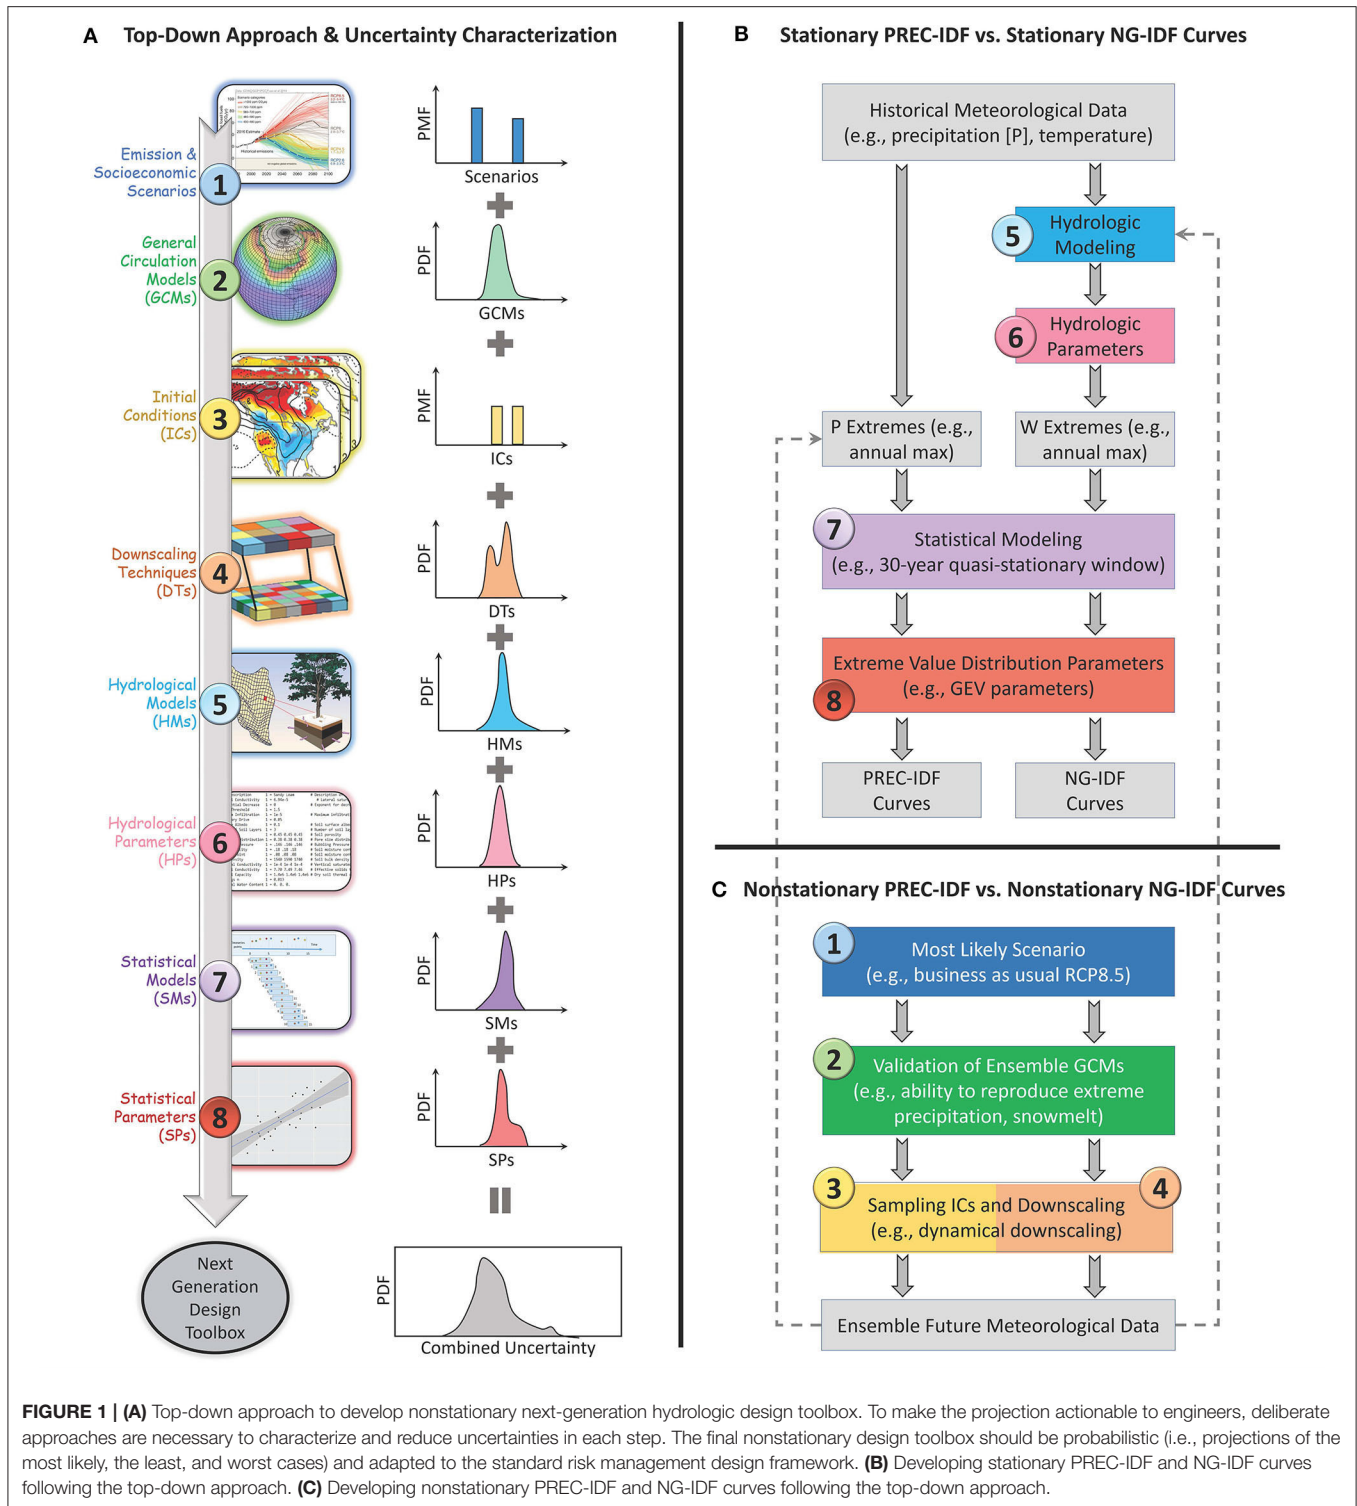 A Top-Down Approach & Uncertainty Characterization
Emission &
Socioeconomic
Scenarios
1
PMF
Scenarios
General
Circulation
Models
(GCMs)
2
PDF
GCMs
Initial
Conditions
(ICs)
3
PMF
ICs
Downscaling
Techniques
(DTs)
4
PDF
DTs
Hydrological
Models
(HMs)
5
PDF
HMs
Hydrological
Parameters
(HPs)
6
PDF
HPs
Statistical
Models
(SMs)
7
PDF
SMs
Statistical
Parameters
(SPs)
8
PDF
SPs
Next
Generation
Design
Toolbox
PDF
Combined Uncertainty
B Stationary PREC-IDF vs. Stationary NG-IDF Curves
Historical Meteorological Data
(e.g., precipitation [P], temperature)
5
Hydrologic
Modeling
6
Hydrologic
Parameters
P Extremes (e.g.,
annual max)
W Extremes (e.g.,
annual max)
7
Statistical Modeling
(e.g., 30-year quasi-stationary window)
Extreme Value Distribution Parameters
(e.g., GEV parameters)
8
PREC-IDF
Curves
NG-IDF
Curves
C Nonstationary PREC-IDF vs. Nonstationary NG-IDF Curves
1
Most Likely Scenario
(e.g., business as usual RCP8.5)
2
Validation of Ensemble GCMs
(e.g., ability to reproduce extreme
precipitation, snowmelt)
3
4
Sampling ICs and Downscaling
(e.g., dynamical downscaling)
Ensemble Future Meteorological Data
FIGURE 1 | (A) Top-down approach to develop nonstationary next-generation hydrologic design toolbox. To make the projection actionable to engineers, deliberate
approaches are necessary to characterize and reduce uncertainties in each step. The final nonstationary design toolbox should be probabilistic (i.e., projections of the
most likely, the least, and worst cases) and adapted to the standard risk management design framework. (B) Developing stationary PREC-IDF and NG-IDF curves
following the top-down approach. (C) Developing nonstationary PREC-IDF and NG-IDF curves following the top-down approach.